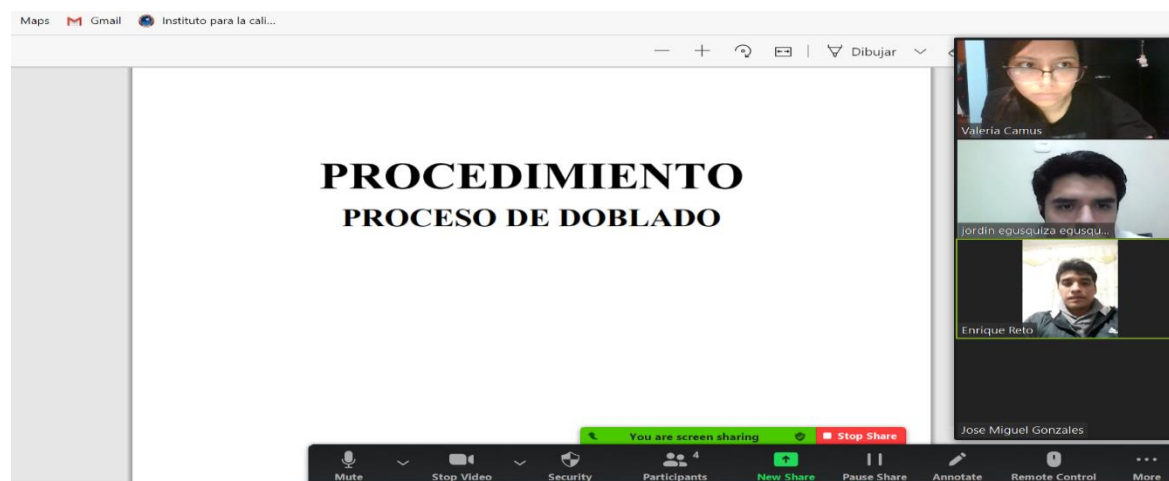 Maps Gmail Instituto para la cali...
Dibujar
Valeria Camus
PROCEDIMIENTO
PROCESO DE DOBLADO
jordin egusquiza egusqu...
Enrique Reto
Jose Miguel Gonzales
You are screen sharing Stop Share
4
Mute Stop Video Security Participants New Share Pause Share Annotate Remote Control More